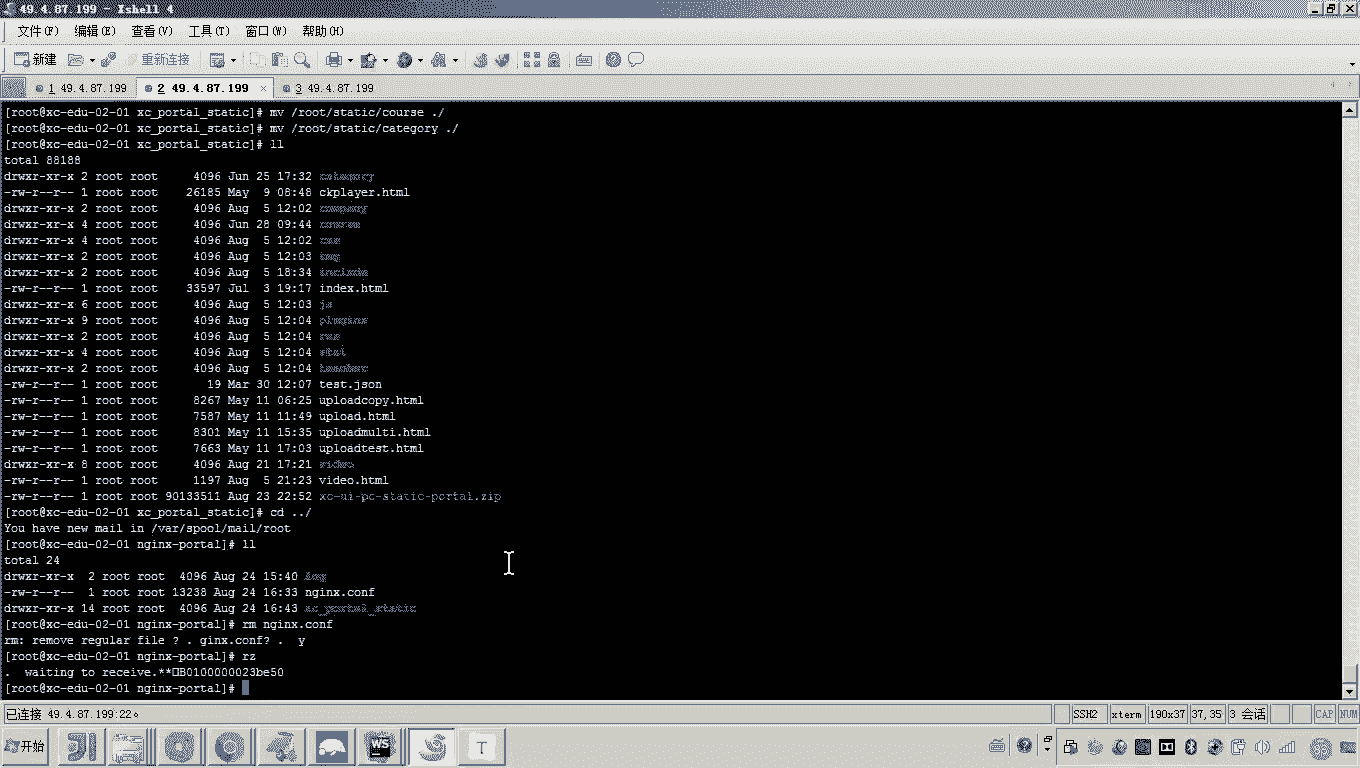 49.4.87.199 - Xshell 4
文件(F) 编辑(E) 查看(V) 工具(T) 窗口(W) 帮助(H)
新建 重新连接
1 49.4.87.199 2 49.4.87.199 × 3 49.4.87.199
[root@xc-edu-02-01 xc_portal_static]# mv /root/static/course ./
[root@xc-edu-02-01 xc_portal_static]# mv /root/static/category ./
[root@xc-edu-02-01 xc_portal_static]# ll
total 88188
drwxr-xr-x 2 root root 4096 Jun 25 17:32 category
-rw-r--r-- 1 root root 26185 May 9 08:48 ckplayer.html
drwxr-xr-x 2 root root 4096 Aug 5 12:02 company
drwxr-xr-x 4 root root 4096 Jun 28 09:44 course
drwxr-xr-x 4 root root 4096 Aug 5 12:02 css
drwxr-xr-x 2 root root 4096 Aug 5 12:03 img
drwxr-xr-x 2 root root 4096 Aug 5 18:34 include
-rw-r--r-- 1 root root 33597 Jul 3 19:17 index.html
drwxr-xr-x 6 root root 4096 Aug 5 12:03 js
drwxr-xr-x 9 root root 4096 Aug 5 12:04 plugins
drwxr-xr-x 2 root root 4096 Aug 5 12:04
drwxr-xr-x 4 root root 4096 Aug 5 12:04
drwxr-xr-x 2 root root 4096 Aug 5 12:04 teacher
-rw-r--r-- 1 root root 19 Mar 30 12:07 test.json
-rw-r--r-- 1 root root 8267 May 11 06:25 uploadcopy.html
-rw-r--r-- 1 root root 7587 May 11 11:49 upload.html
-rw-r--r-- 1 root root 8301 May 11 15:35 uploadmulti.html
-rw-r--r-- 1 root root 7663 May 11 17:03 uploadtest.html
drwxr-xr-x 8 root root 4096 Aug 21 17:21 video
-rw-r--r-- 1 root root 1197 Aug 5 21:23 video.html
-rw-r--r-- 1 root root 90133511 Aug 23 22:52 xc-ui-pc-static-portal.zip
[root@xc-edu-02-01 xc_portal_static]# cd ../
You have new mail in /var/spool/mail/root
[root@xc-edu-02-01 nginx-portal]# ll
total 24
drwxr-xr-x 2 root root 4096 Aug 24 15:40 log
-rw-r--r-- 1 root root 13238 Aug 24 16:33 nginx.conf
drwxr-xr-x 14 root root 4096 Aug 24 16:43 xc_portal_static
[root@xc-edu-02-01 nginx-portal]# rm nginx.conf
rm: remove regular file ? . ginx.conf? . y
[root@xc-edu-02-01 nginx-portal]# rz
. waiting to receive.**□B0100000023be50
[root@xc-edu-02-01 nginx-portal]#
已连接 49.4.87.199:22。 SSH2 xterm 190x37 37,35 3 会话 CAP NUM
开始 WS T